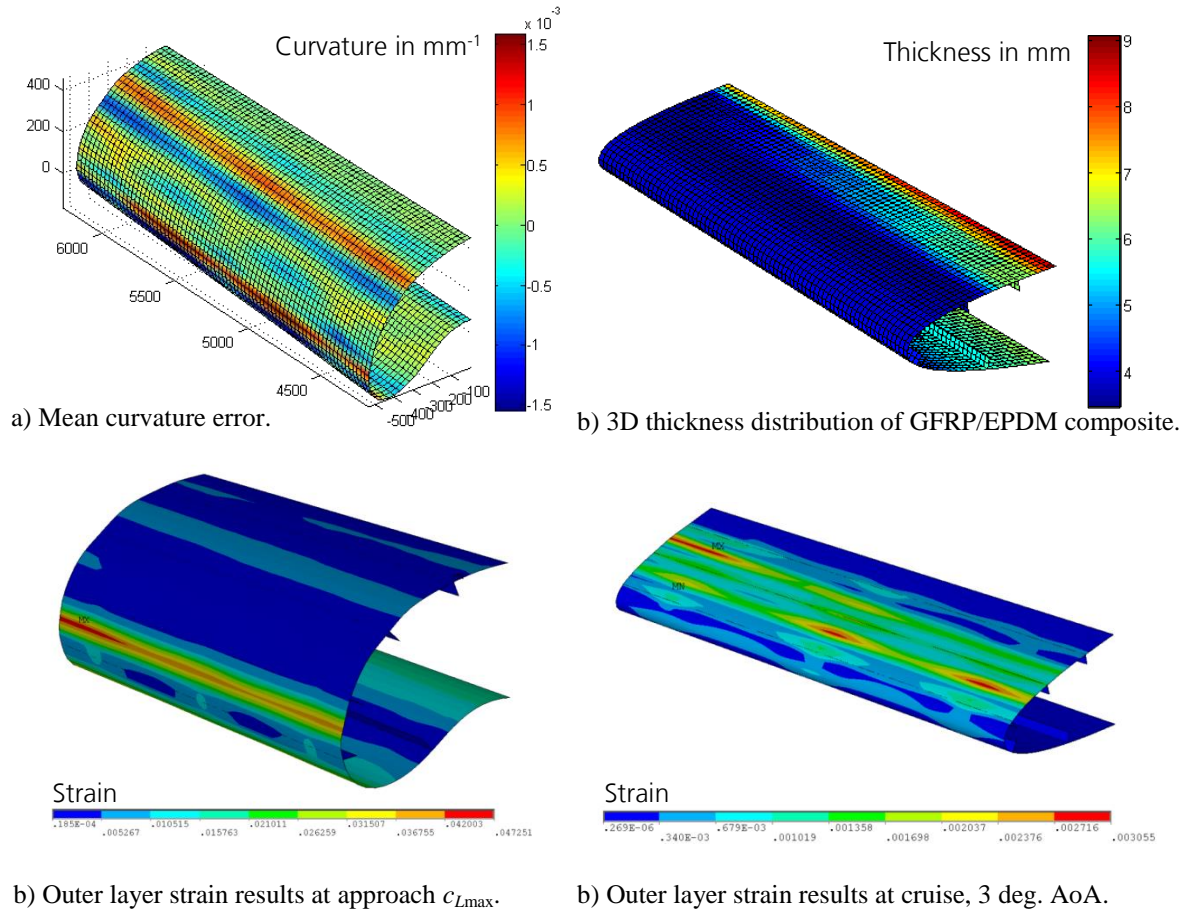 x 10-3
Curvature in mm-1
1.5
1
0.5
0
-0.5
-1
-1.5
400
200
0
6000
5500
5000
4500
-500
400
300
200
100
a) Mean curvature error.
Thickness in mm
9
8
7
6
5
4
b) 3D thickness distribution of GFRP/EPDM composite.
MX
Strain
.185E-04 .010515 .021011 .031507 .042003
.005267 .015763 .026259 .036755 .047251
b) Outer layer strain results at approach cLmax.
MX
MN
Strain
.269E-06 .679E-03 .001358 .002037 .002716
.340E-03 .001019 .001698 .002376 .003055
b) Outer layer strain results at cruise, 3 deg. AoA.